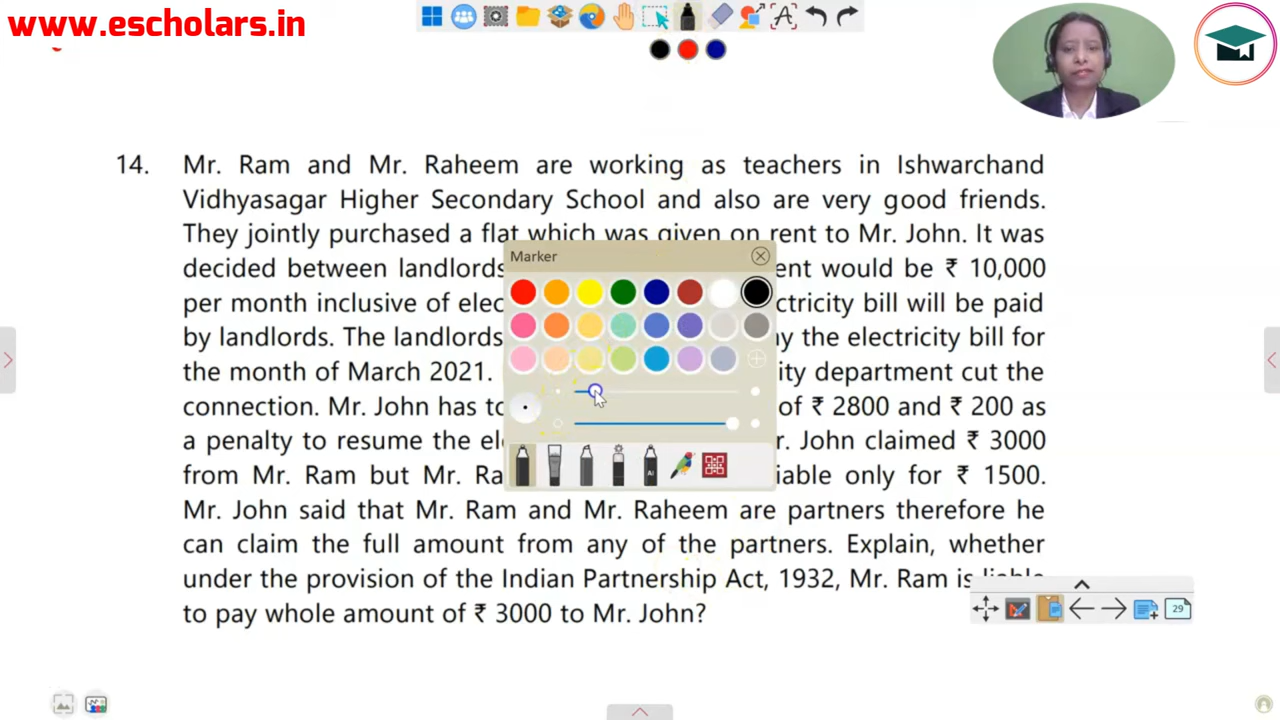 www.escholars.in
14. Mr. Ram and Mr. Raheem are working as teachers in Ishwarchand
Vidhyasagar Higher Secondary School and also are very good friends.
They jointly purchased a flat which was given on rent to Mr. John. It was
decided between landlords ent would be ₹ 10,000
per month inclusive of elec ctricity bill will be paid
by landlords. The landlords y the electricity bill for
the month of March 2021. ity department cut the
connection. Mr. John has to of ₹ 2800 and ₹ 200 as
a penalty to resume the el r. John claimed ₹ 3000
from Mr. Ram but Mr. Ra iable only for ₹ 1500.
Mr. John said that Mr. Ram and Mr. Raheem are partners therefore he
can claim the full amount from any of the partners. Explain, whether
under the provision of the Indian Partnership Act, 1932, Mr. Ram is liable
to pay whole amount of ₹ 3000 to Mr. John?
Marker
AI
29